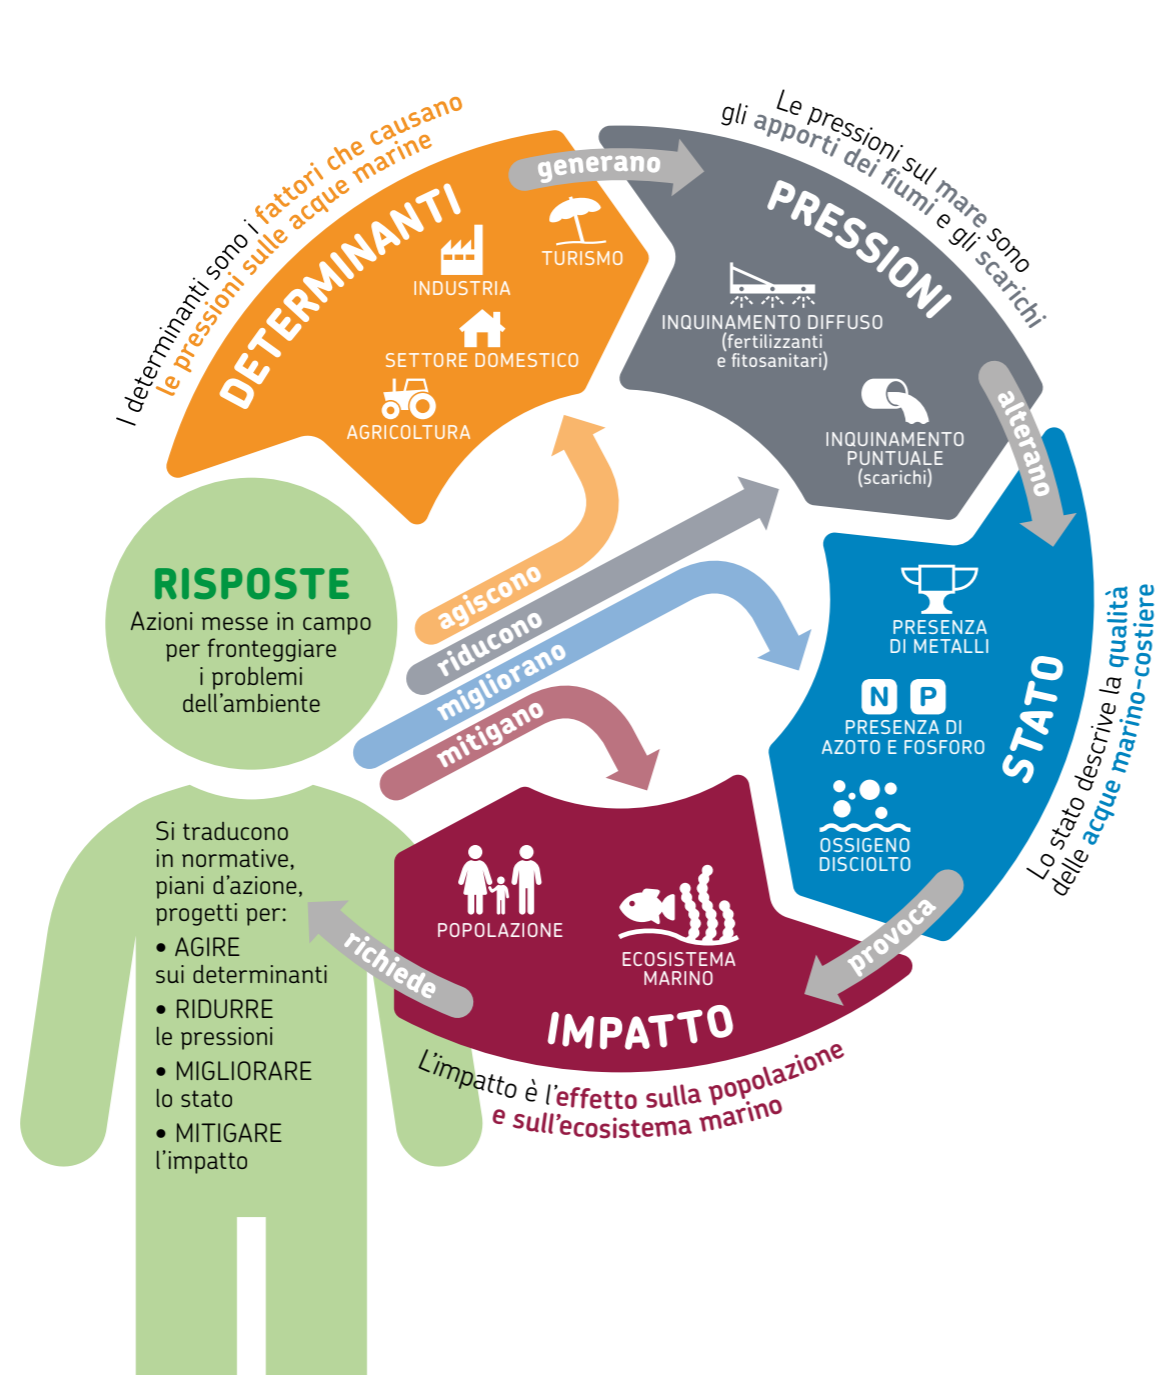 I determinanti sono i fattori che causano
le pressioni sulle acque marine
DETERMINANTI
TURISMO
INDUSTRIA
SETTORE DOMESTICO
AGRICOLTURA
generano
Le pressioni sul mare sono
gli apporti dei fiumi e gli scarichi
PRESSIONI
INQUINAMENTO DIFFUSO
(fertilizzanti
e fitosanitari)
INQUINAMENTO
PUNTUALE
(scarichi)
alterano
STATO
PRESENZA
DI METALLI
N P
PRESENZA DI
AZOTO E FOSFORO
OSSIGENO
DISCIOLTO
Lo stato descrive la qualità
delle acque marino-costiere
provoca
POPOLAZIONE
ECOSISTEMA
MARINO
IMPATTO
L'impatto è l'effetto sulla popolazione
e sull'ecosistema marino
richiede
RISPOSTE
Azioni messe in campo
per fronteggiare
i problemi
dell'ambiente
agiscono
riducono
migliorano
mitigano
Si traducono
in normative,
piani d'azione,
progetti per:
• AGIRE
sui determinanti
• RIDURRE
le pressioni
• MIGLIORARE
lo stato
• MITIGARE
l'impatto